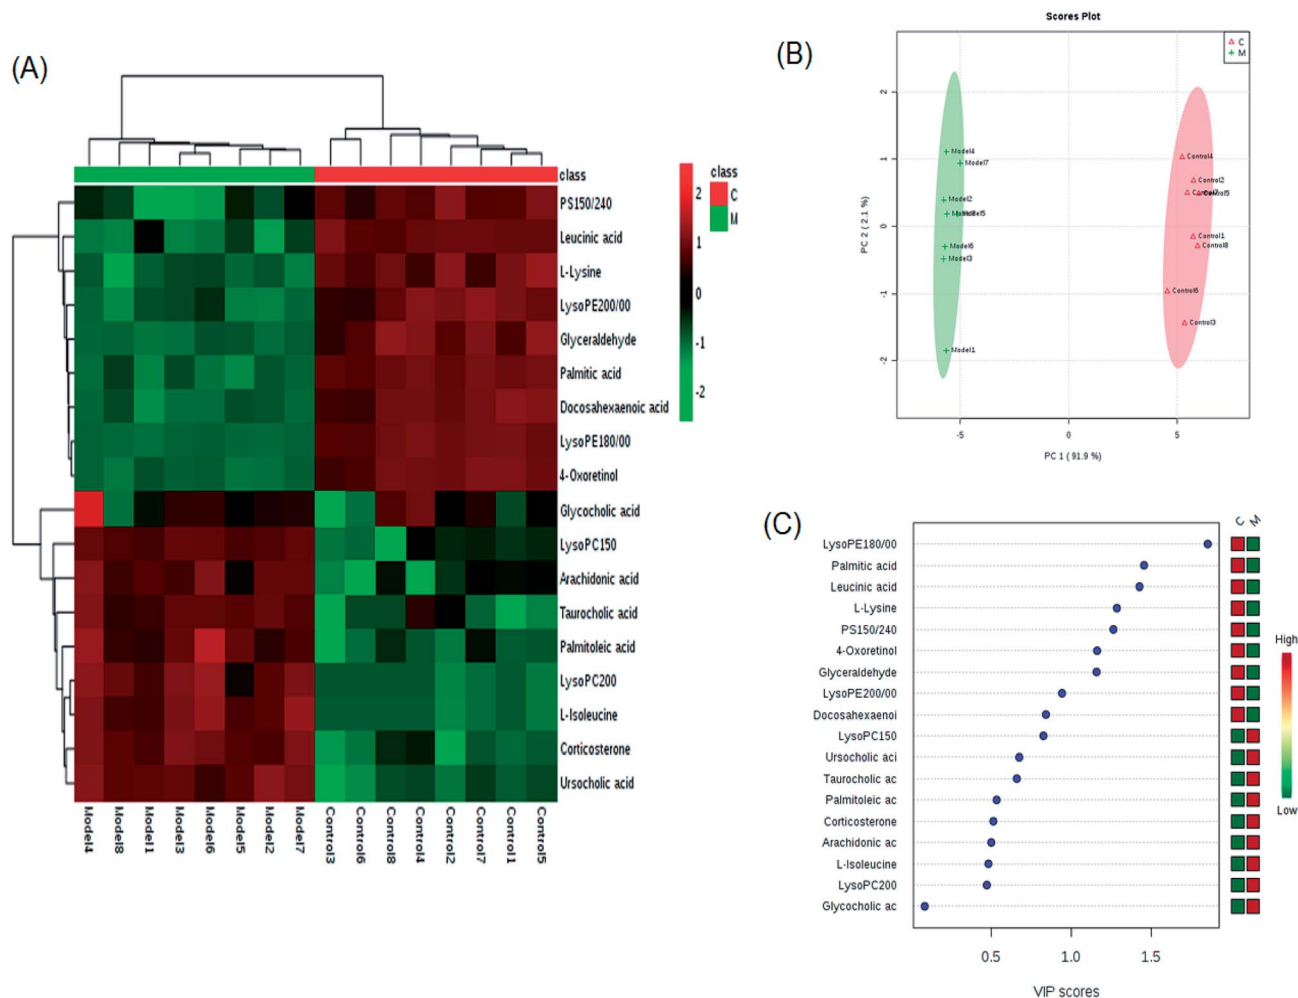 (A)
class
PS150/240
Leucinic acid
L-Lysine
LysoPE200/00
Glyceraldehyde
Palmitic acid
Docosahexaenoic acid
LysoPE180/00
4-Oxoretinol
Glycocholic acid
LysoPC150
Arachidonic acid
Taurocholic acid
Palmitoleic acid
LysoPC200
L-Isoleucine
Corticosterone
Ursocholic acid
Model4
Model8
Model1
Model3
Model6
Model5
Model2
Model7
Control3
Control6
Control8
Control4
Control2
Control7
Control1
Control5
2
1
0
-1
-2
class
C
M
(B)
Scores Plot
C
M
PC 2 ( 2.1 %)
2
1
0
-1
-2
Model4
Model7
Model2
Model6
Model3
Model1
Control4
Control2
Control5
Control1
Control8
Control6
Control3
-5
0
5
PC 1 ( 91.9 %)
(C)
C M
LysoPE180/00
Palmitic acid
Leucinic acid
L-Lysine
PS150/240
4-Oxoretinol
Glyceraldehyde
LysoPE200/00
Docosahexaenoi
LysoPC150
Ursocholic aci
Taurocholic ac
Palmitoleic ac
Corticosterone
Arachidonic ac
L-Isoleucine
LysoPC200
Glycocholic ac
0.5 1.0 1.5
VIP scores
High
Low